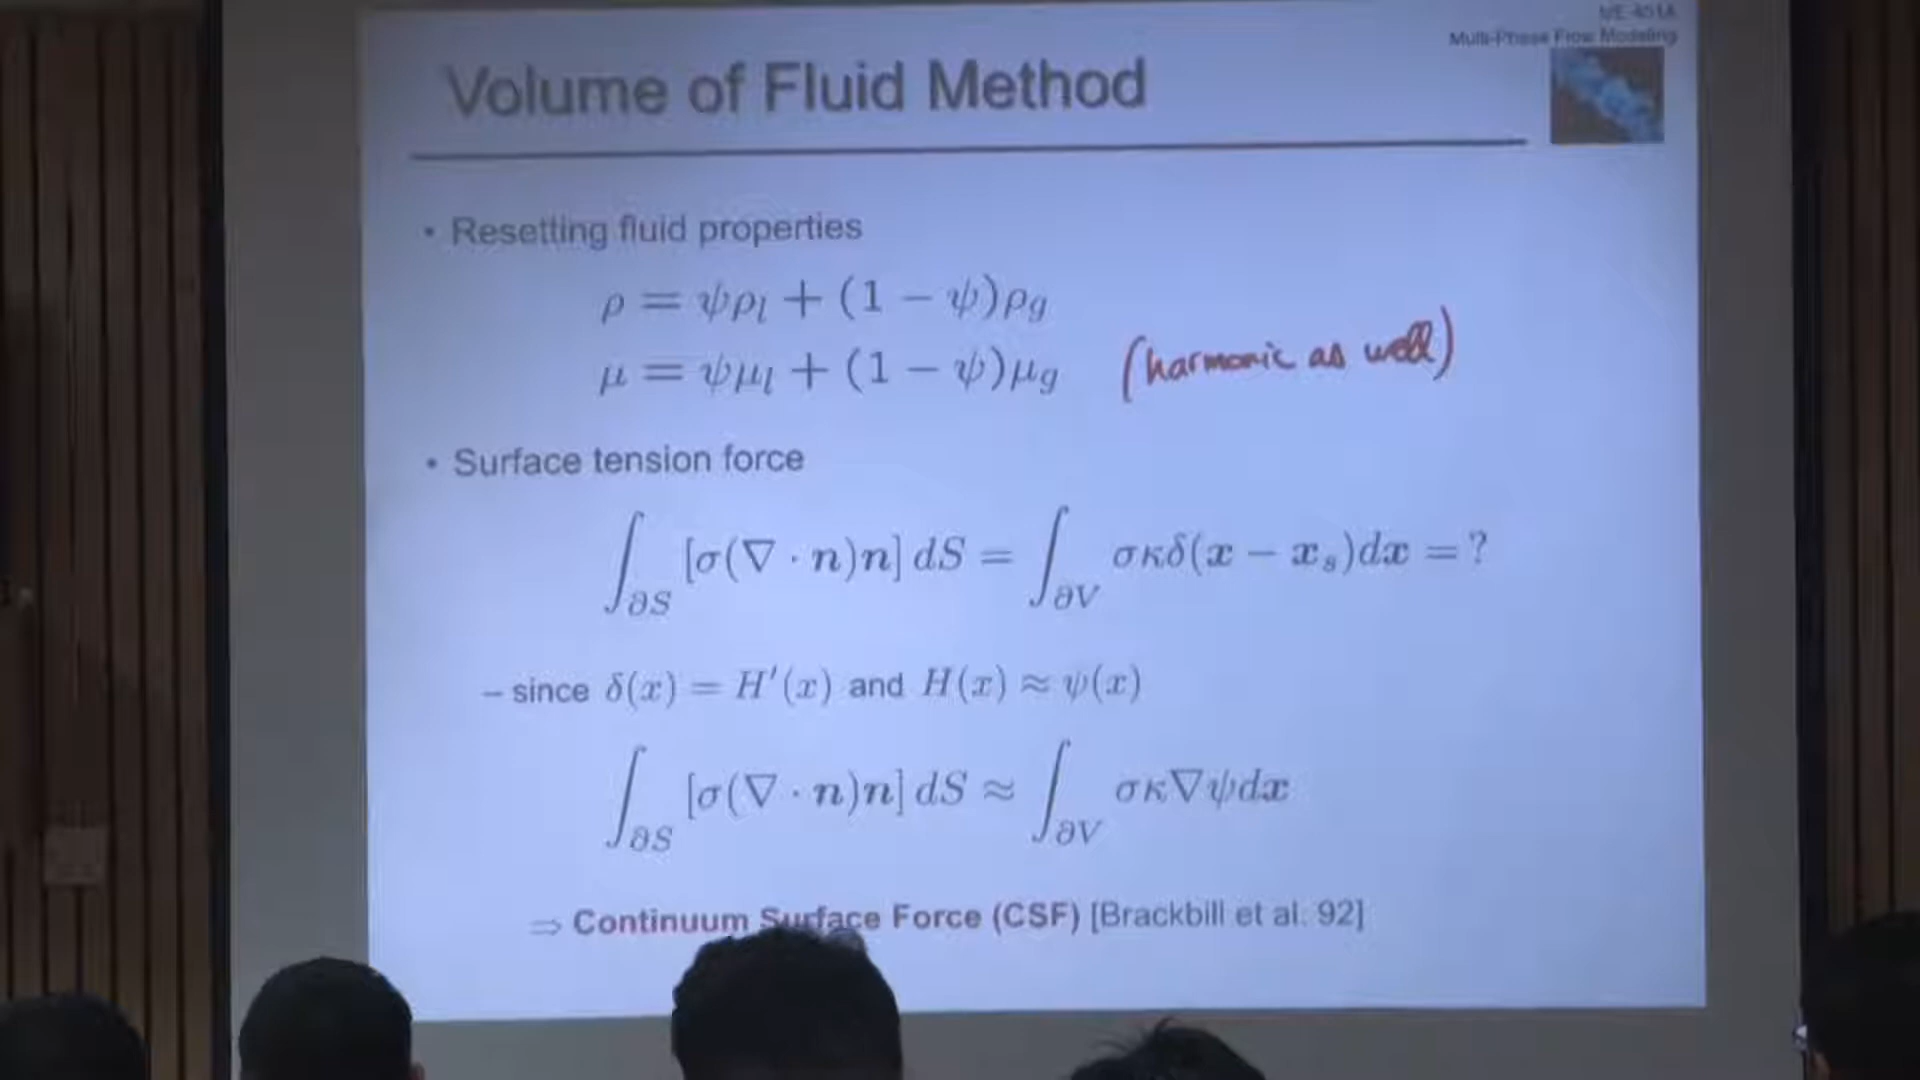 ME 451A
Multi-Phase Flow Modeling
Volume of Fluid Method
• Resetting fluid properties
ρ = ψρ_l + (1 − ψ)ρ_g
μ = ψμ_l + (1 − ψ)μ_g (harmonic as well)
• Surface tension force
∫_∂S [σ(∇ · n)n] dS = ∫_∂V σκδ(x − x_s)dx = ?
– since δ(x) = H′(x) and H(x) ≈ ψ(x)
∫_∂S [σ(∇ · n)n] dS ≈ ∫_∂V σκ∇ψdx
⇒ Continuum Surface Force (CSF) [Brackbill et al. 92]